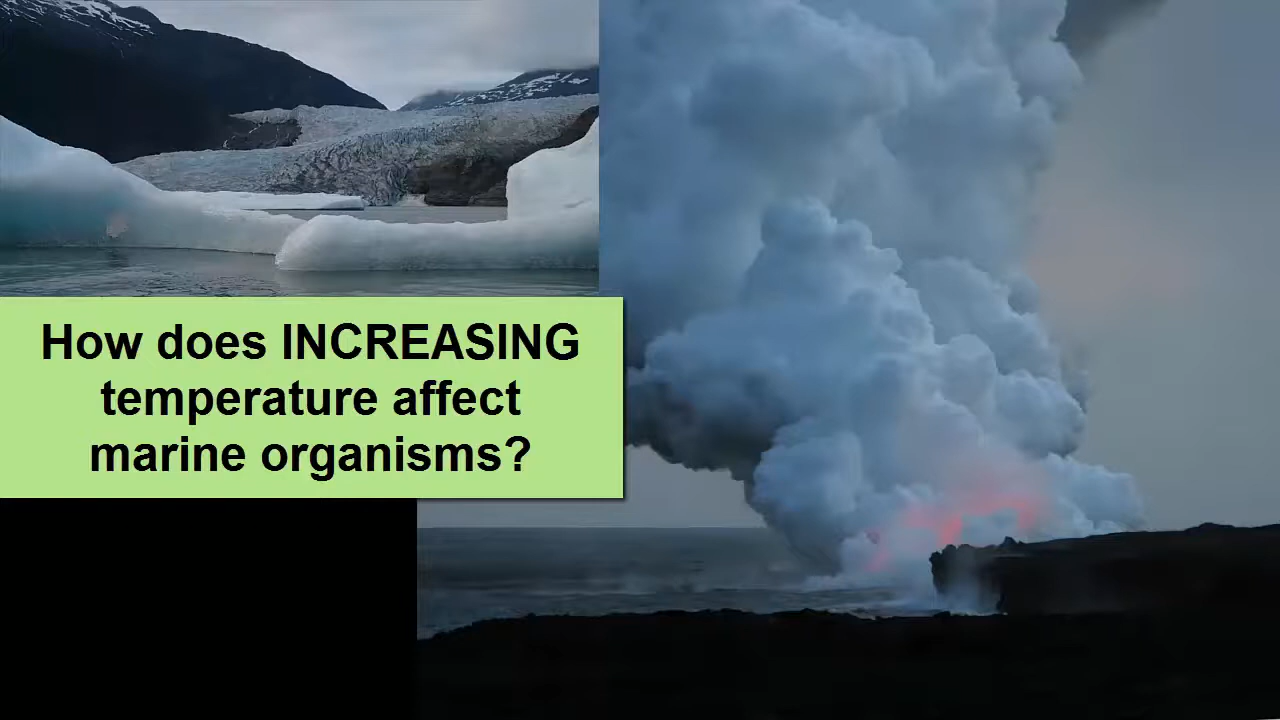 How does INCREASING
temperature affect
marine organisms?